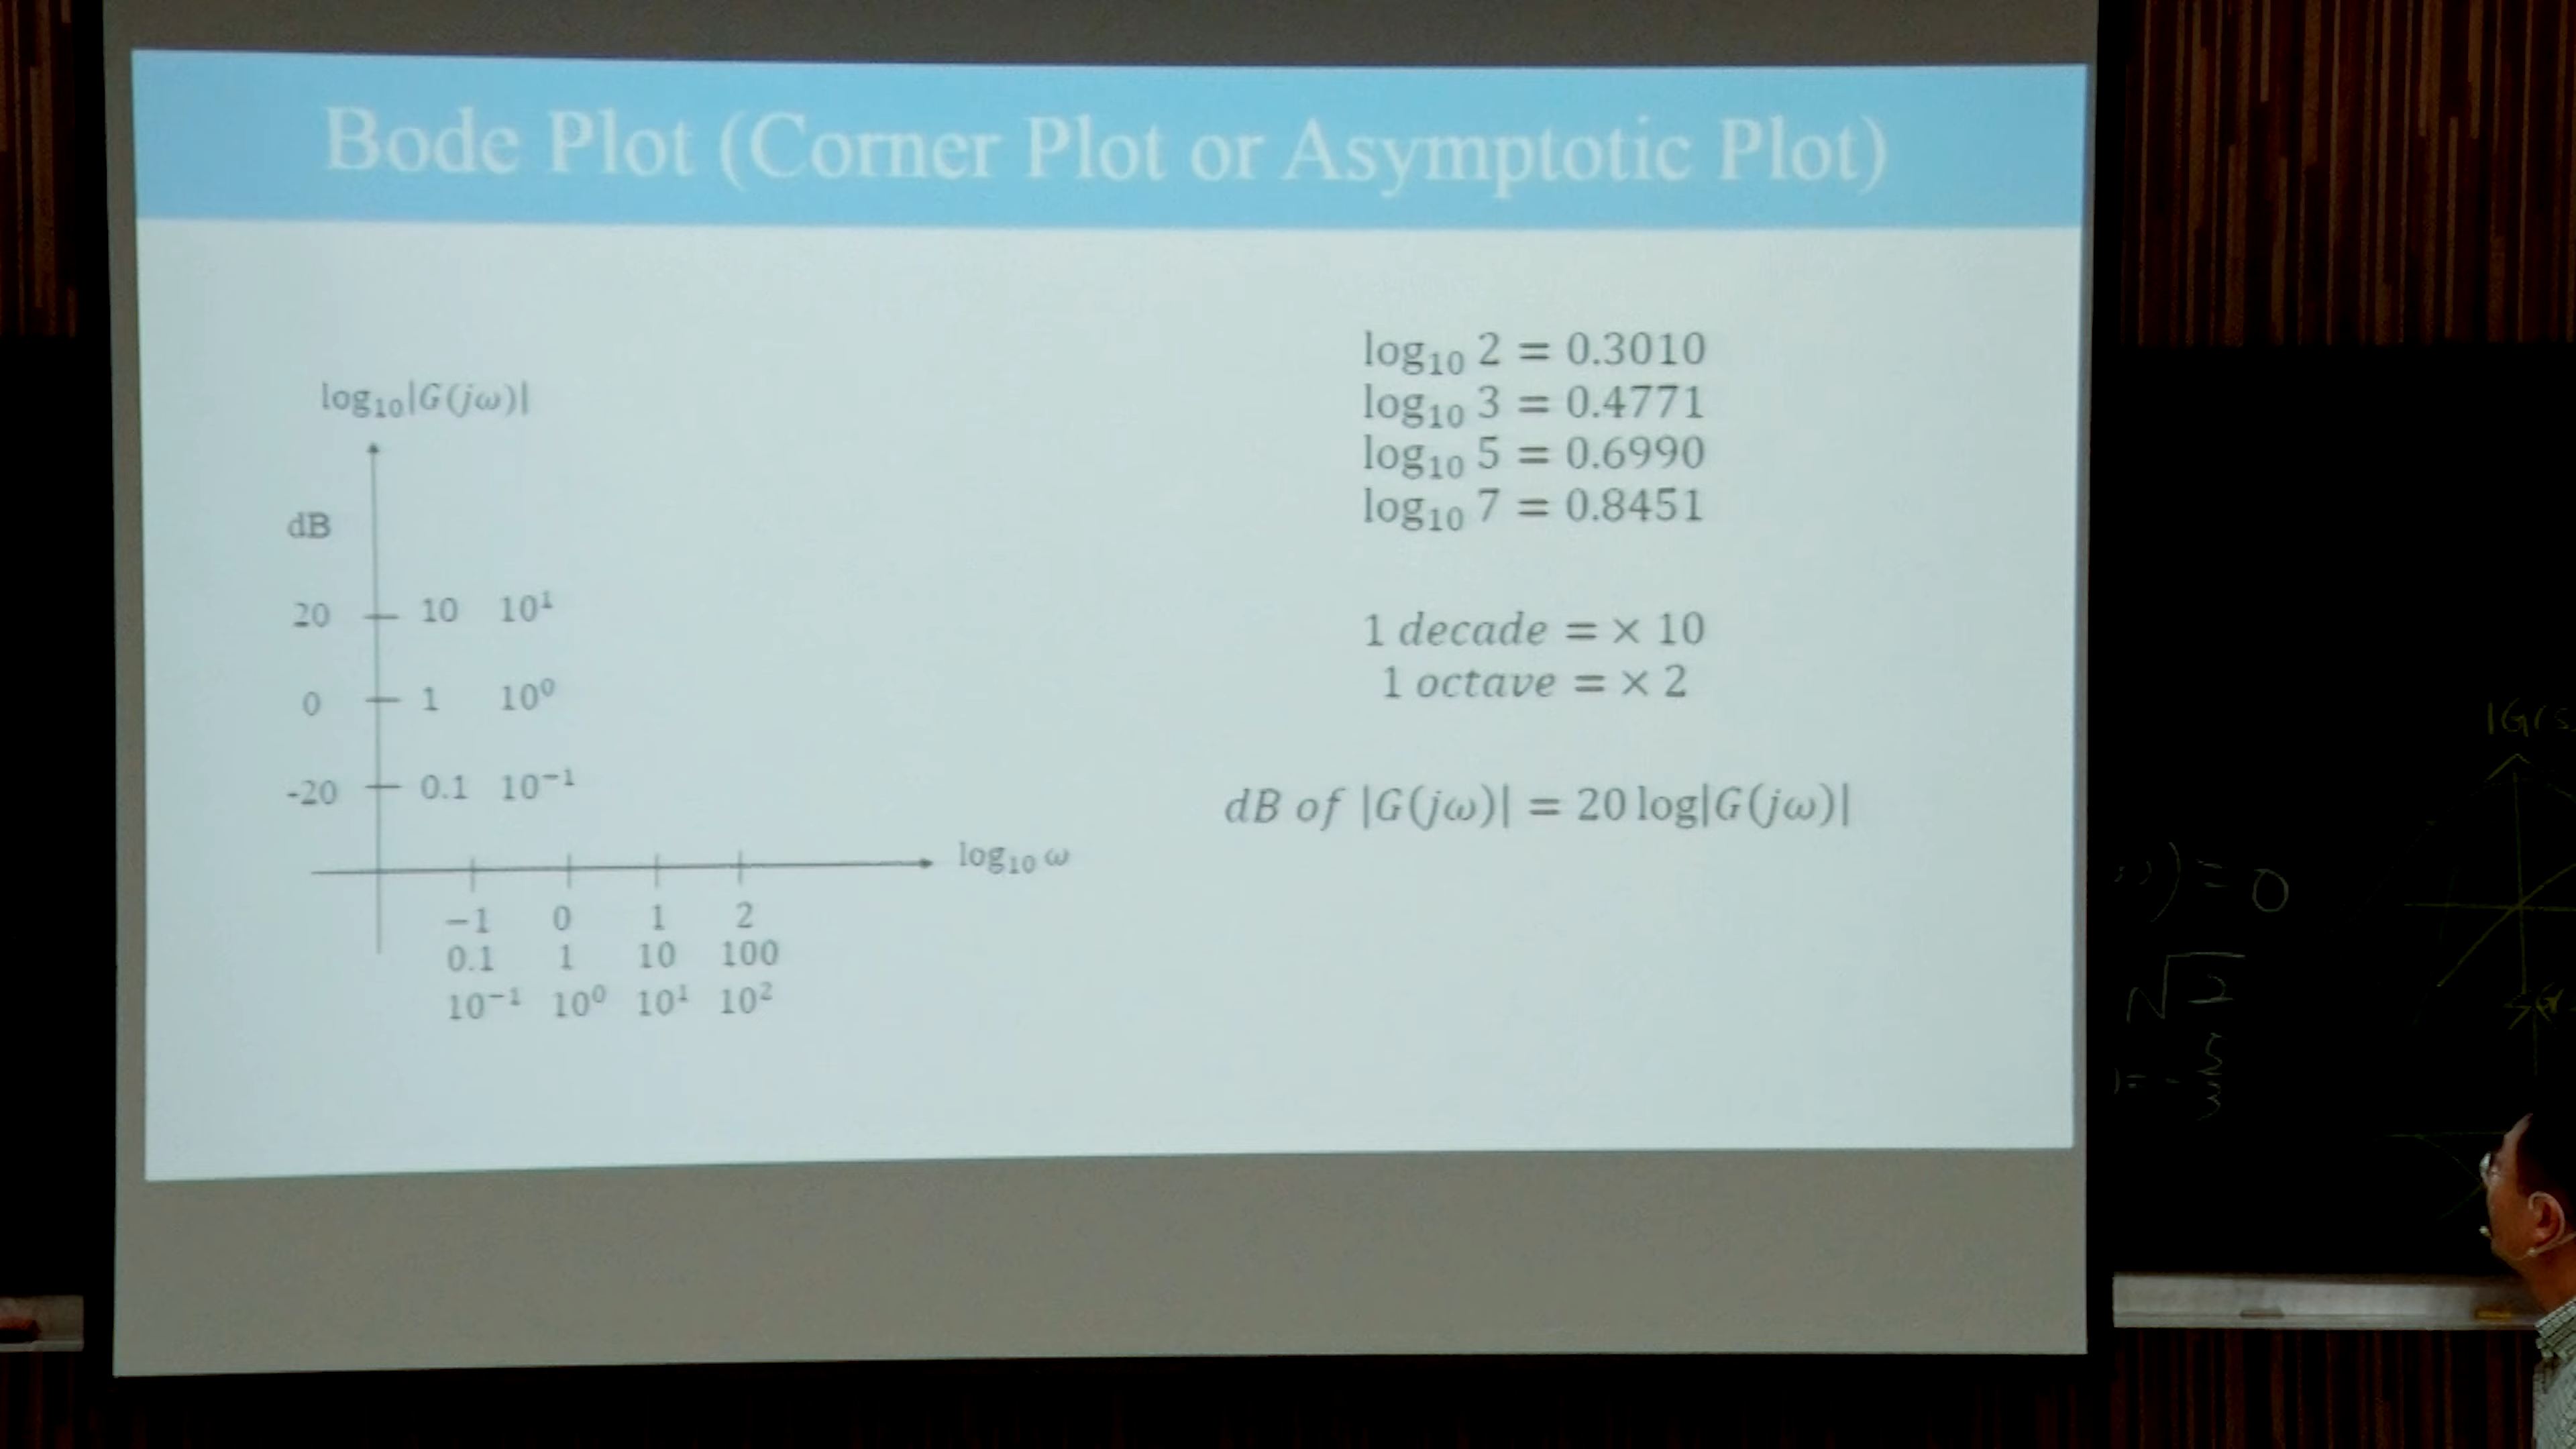 Bode Plot (Corner Plot or Asymptotic Plot)
log₁₀|G(jω)|
dB
20 10 10¹
0 1 10⁰
-20 0.1 10⁻¹
log₁₀ ω
−1 0 1 2
0.1 1 10 100
10⁻¹ 10⁰ 10¹ 10²
log₁₀ 2 = 0.3010
log₁₀ 3 = 0.4771
log₁₀ 5 = 0.6990
log₁₀ 7 = 0.8451
1 decade = × 10
1 octave = × 2
dB of |G(jω)| = 20 log|G(jω)|
) = 0
√2